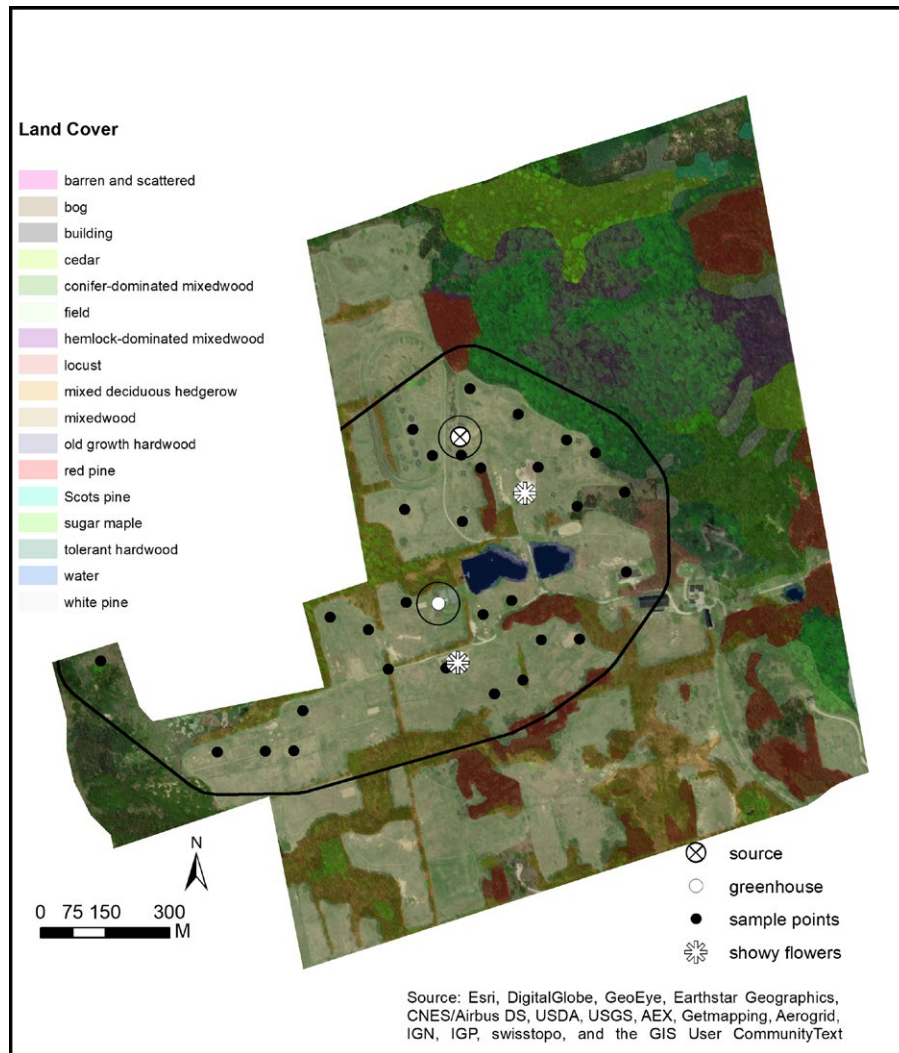 Land Cover
barren and scattered
bog
building
cedar
conifer-dominated mixedwood
field
hemlock-dominated mixedwood
locust
mixed deciduous hedgerow
mixedwood
old growth hardwood
red pine
Scots pine
sugar maple
tolerant hardwood
water
white pine
N
0 75 150 300
M
source
greenhouse
sample points
showy flowers
Source: Esri, DigitalGlobe, GeoEye, Earthstar Geographics,
CNES/Airbus DS, USDA, USGS, AEX, Getmapping, Aerogrid,
IGN, IGP, swisstopo, and the GIS User CommunityText